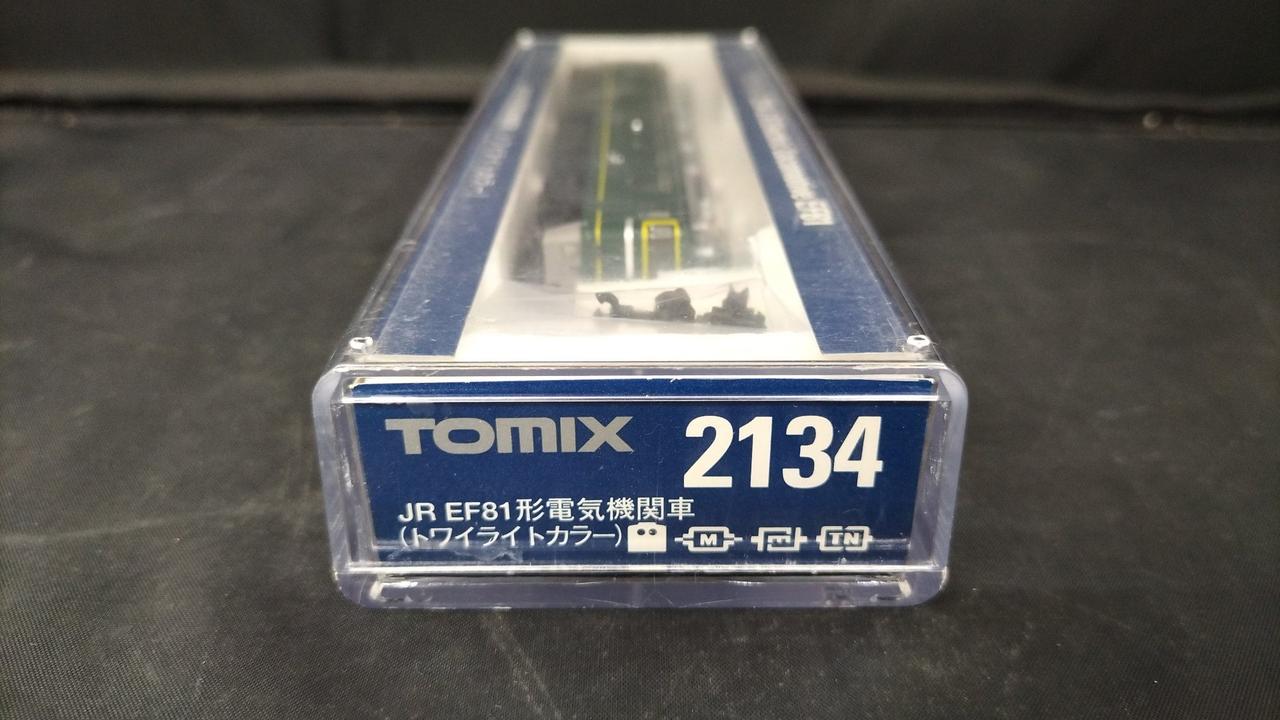 TOMIX 2134
JR EF81形電気機関車
(トワイライトカラー) M m TN